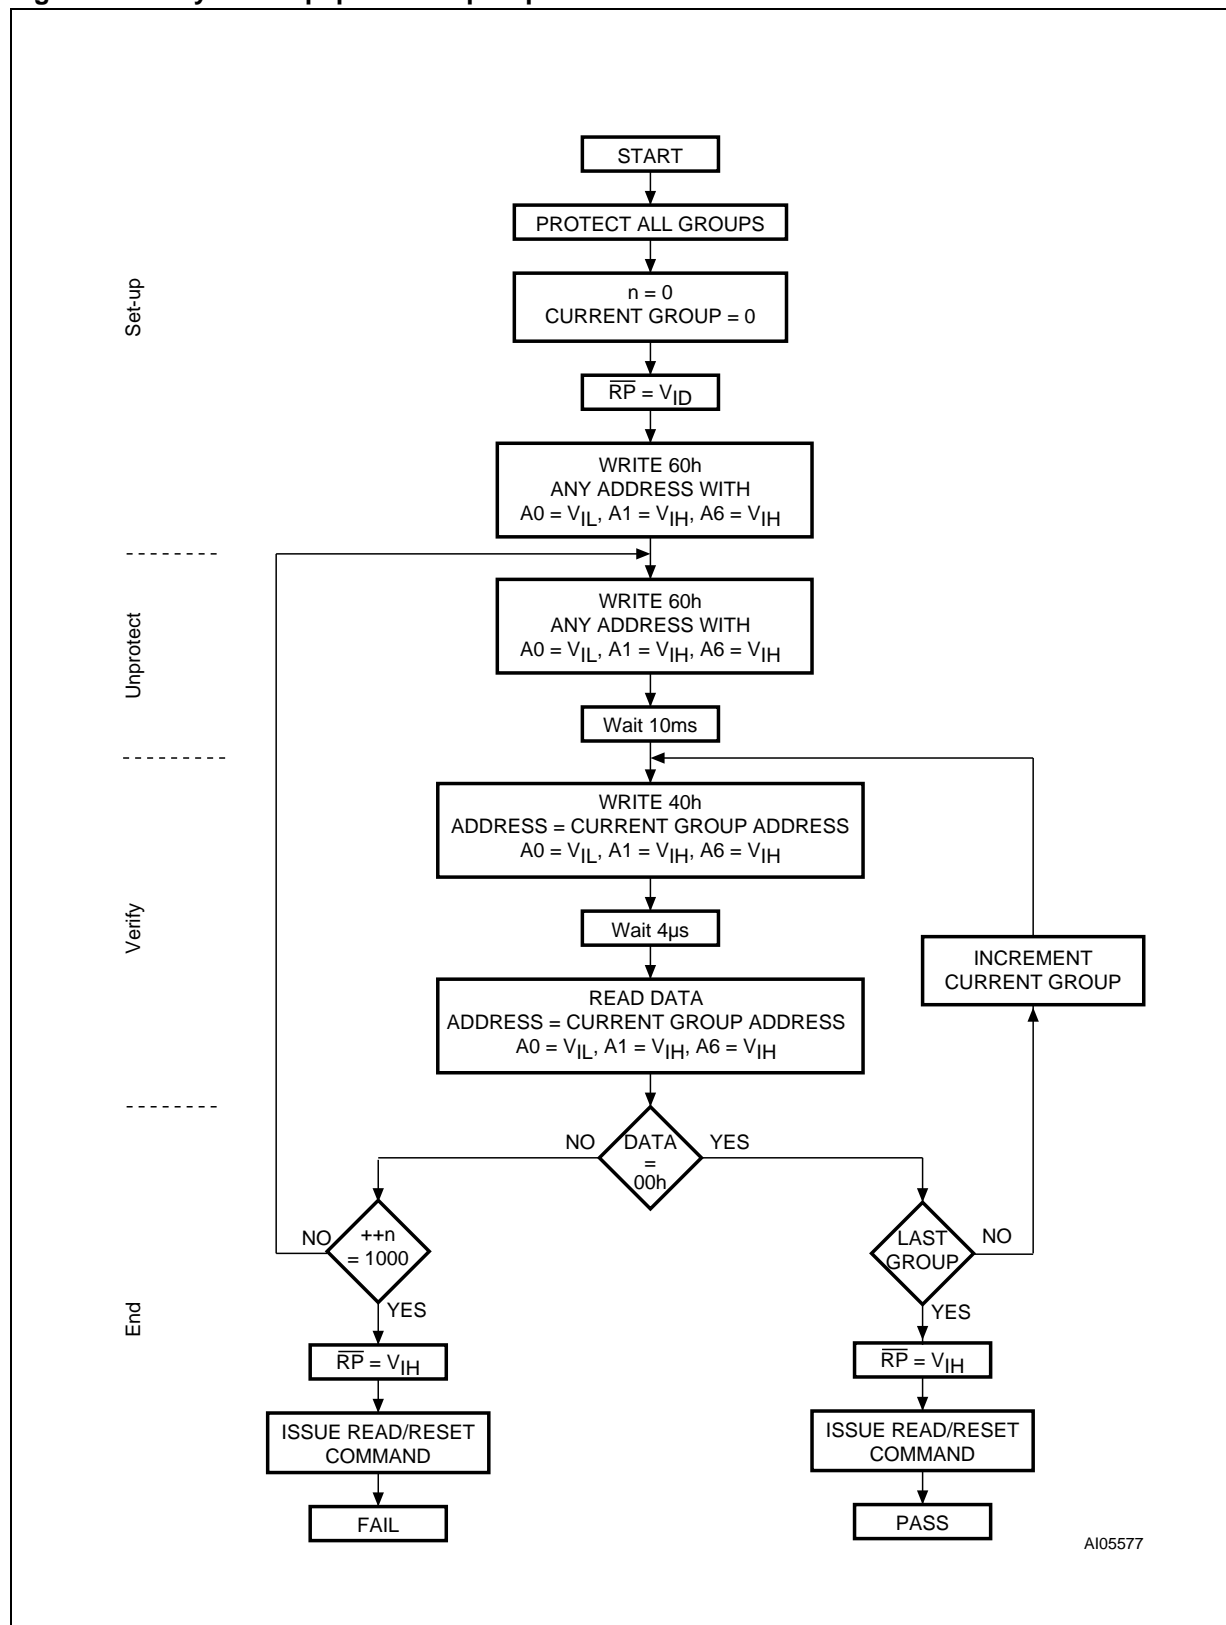 START
PROTECT ALL GROUPS
n = 0
CURRENT GROUP = 0
Set-up
RP = VID
WRITE 60h
ANY ADDRESS WITH
A0 = VIL, A1 = VIH, A6 = VIH
WRITE 60h
ANY ADDRESS WITH
A0 = VIL, A1 = VIH, A6 = VIH
Unprotect
Wait 10ms
WRITE 40h
ADDRESS = CURRENT GROUP ADDRESS
A0 = VIL, A1 = VIH, A6 = VIH
Verify
Wait 4µs
INCREMENT
CURRENT GROUP
READ DATA
ADDRESS = CURRENT GROUP ADDRESS
A0 = VIL, A1 = VIH, A6 = VIH
NO
DATA
=
00h
YES
NO
++n
= 1000
LAST
GROUP
NO
YES
YES
End
RP = VIH
RP = VIH
ISSUE READ/RESET
COMMAND
ISSUE READ/RESET
COMMAND
FAIL
PASS
AI05577